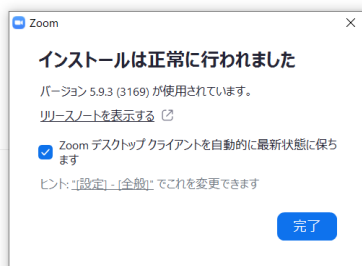 Zoom
インストールは正常に行われました
バージョン 5.9.3 (3169) が使用されています。
リリースノートを表示する
Zoom デスクトップ クライアントを自動的に最新状態に保ち
ます
ヒント: "[設定] - [全般]" でこれを変更できます
完了